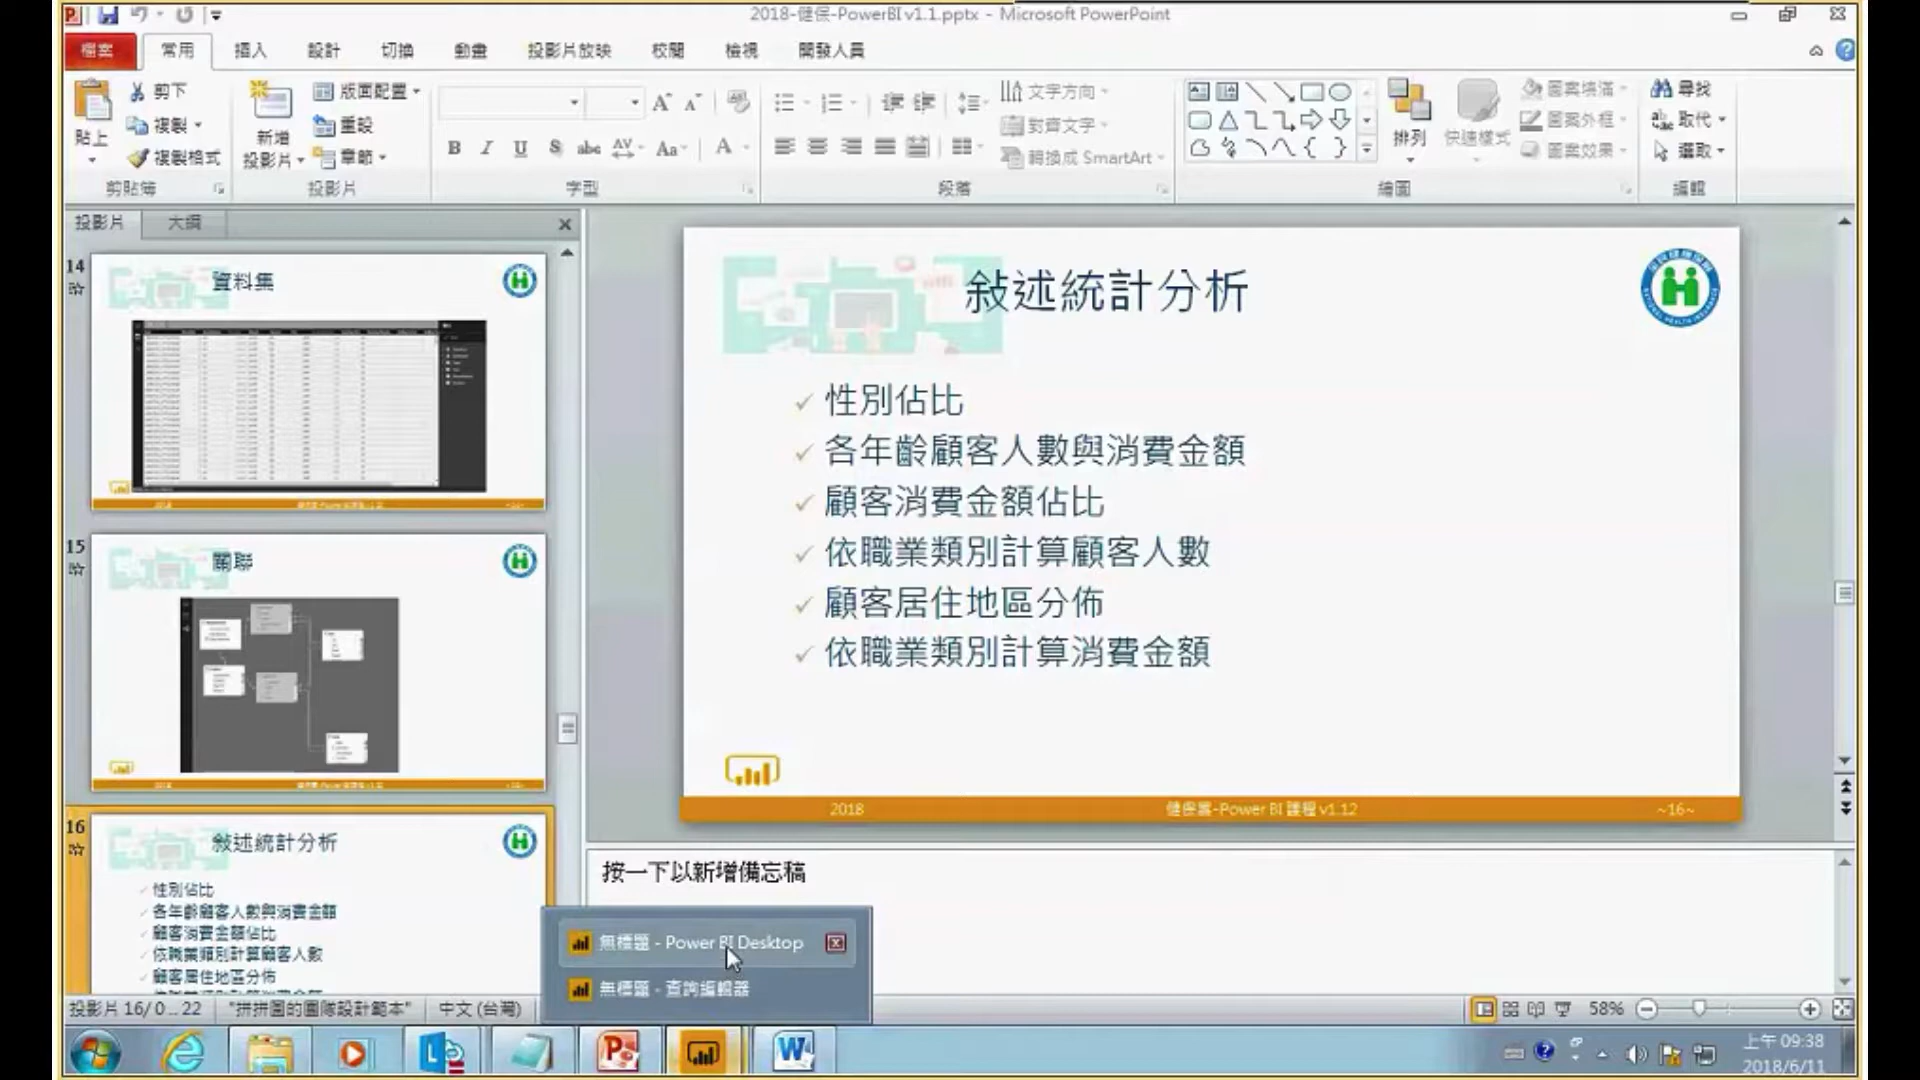 2018-健保-PowerBI v1.1.pptx - Microsoft PowerPoint
檔案 常用 插入 設計 切換 動畫 投影片放映 校閱 檢視 開發人員
貼上
剪下
複製
複製格式
剪貼簿
新增
投影片
版面配置
重設
章節
投影片
字型
文字方向
對齊文字
轉換成 SmartArt
段落
排列
快速樣式
圖案填滿
圖案外框
圖案效果
繪圖
尋找
取代
選取
編輯
投影片 大綱
14
資料集
15
關聯
16
敍述統計分析
性別佔比
各年齡顧客人數與消費金額
顧客消費金額佔比
依職業類別計算顧客人數
顧客居住地區分佈
敍述統計分析
性別佔比
各年齡顧客人數與消費金額
顧客消費金額佔比
依職業類別計算顧客人數
顧客居住地區分佈
依職業類別計算消費金額
2018 健保署-Power BI 課程 v1.12 ~16~
按一下以新增備忘稿
無標題 - Power BI Desktop
無標題 - 查詢編輯器
投影片 16/ 0 .. 22 "拼拼圖的團隊設計範本" 中文 (台灣) 58%
上午 09:38
2018/6/11